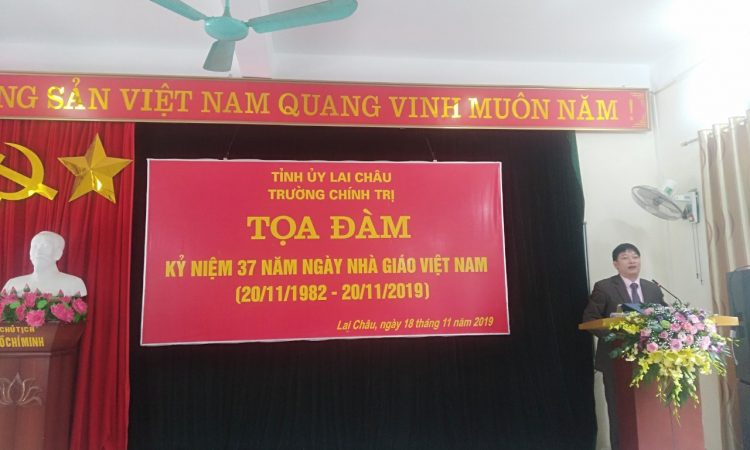 NG SẢN VIỆT NAM QUANG VINH MUÔN NĂM !
TỈNH ỦY LAI CHÂU
TRƯỜNG CHÍNH TRỊ
TỌA ĐÀM
KỶ NIỆM 37 NĂM NGÀY NHÀ GIÁO VIỆT NAM
(20/11/1982 - 20/11/2019)
Lai Châu, ngày 18 tháng 11 năm 2019
CHỦ TỊCH
HỒ CHÍ MINH